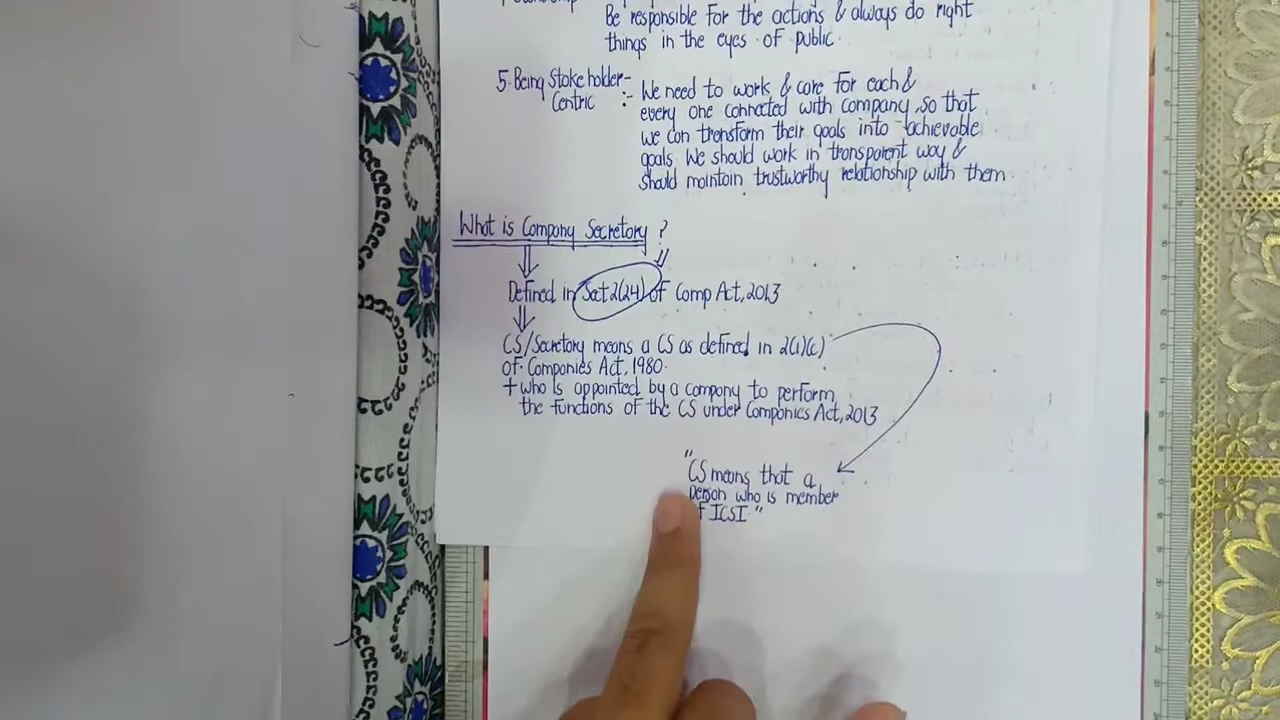 Be responsible for the actions & always do right
things in the eyes of public.
5. Being Stakeholder-
Centric :- We need to work & care for each &
every one connected with company, so that
we can transform their goals into achievable
goals. We should work in transparent way &
should maintain trustworthy relationship with them.
What is Company Secretory ?
Defined in Sect 2(24) of Comp Act, 2013
CS/Secretory means a CS as defined in 2(1)(c)
of Companies Act, 1980.
+ who is appointed by a company to perform
the functions of the CS under Companies Act, 2013
"CS means that a
person who is member
of ICSI."